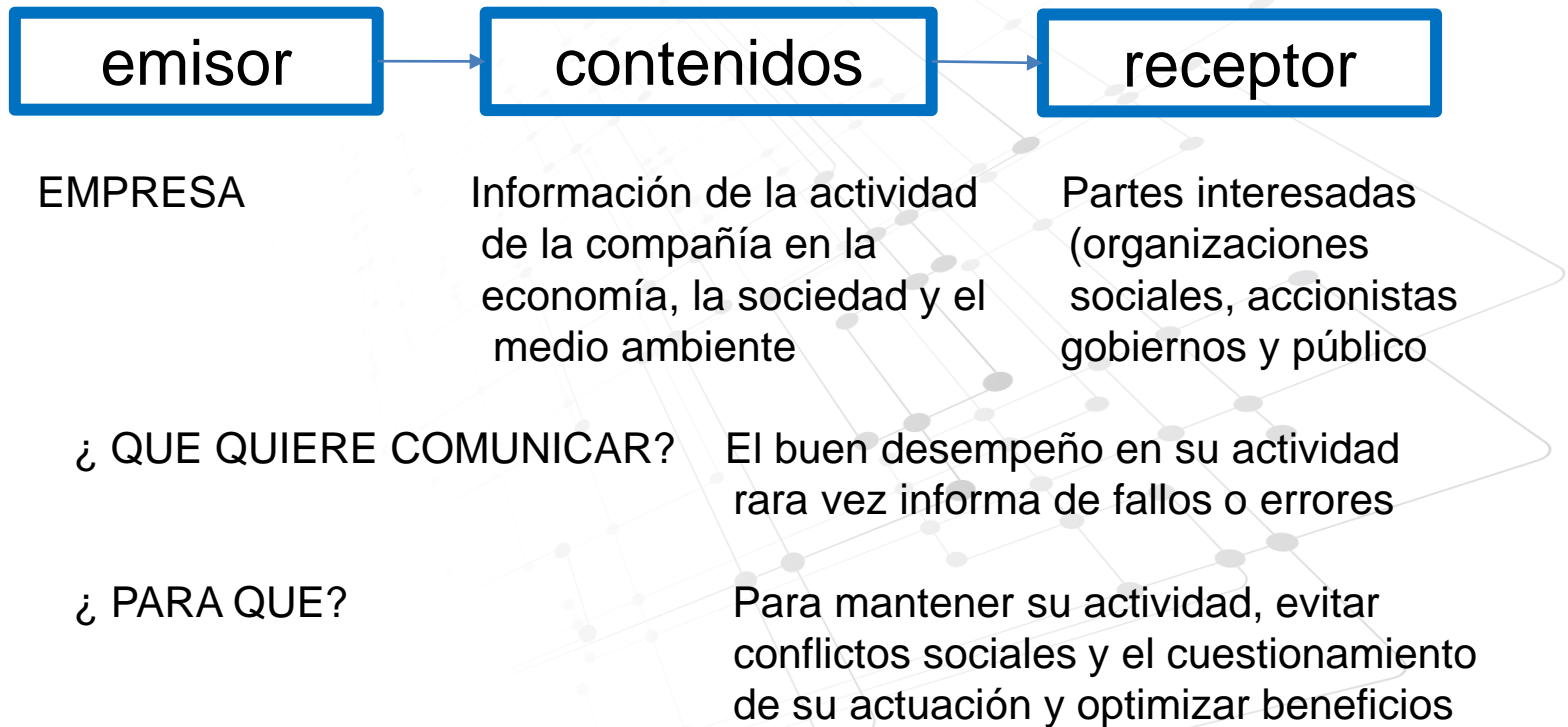 emisor
contenidos
receptor
EMPRESA
Información de la actividad
de la compañía en la
economía, la sociedad y el
medio ambiente
Partes interesadas
(organizaciones
sociales, accionistas
gobiernos y público
¿ QUE QUIERE COMUNICAR?
El buen desempeño en su actividad
rara vez informa de fallos o errores
¿ PARA QUE?
Para mantener su actividad, evitar
conflictos sociales y el cuestionamiento
de su actuación y optimizar beneficios